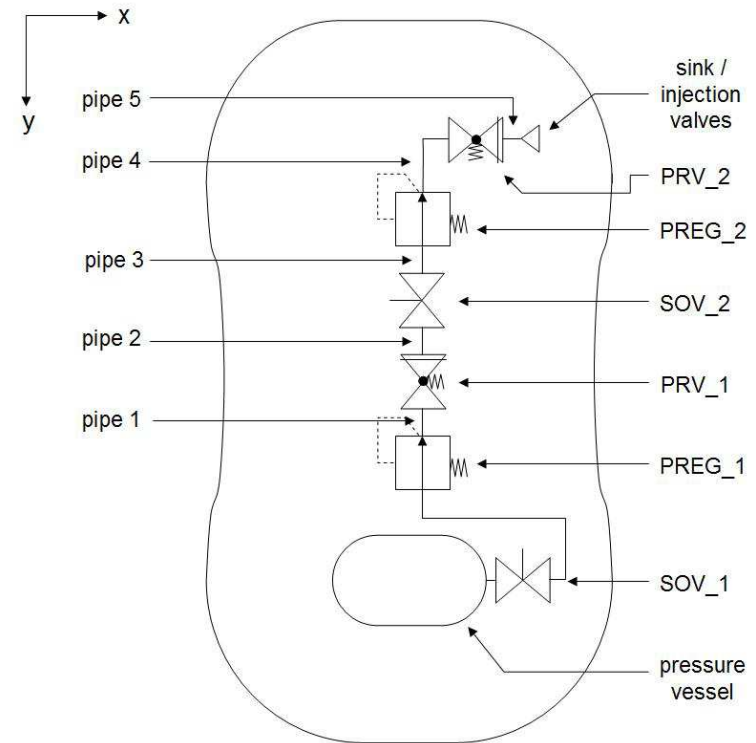 x
y
pipe 5
sink /
injection
valves
pipe 4
PRV_2
PREG_2
pipe 3
SOV_2
pipe 2
PRV_1
pipe 1
PREG_1
SOV_1
pressure
vessel